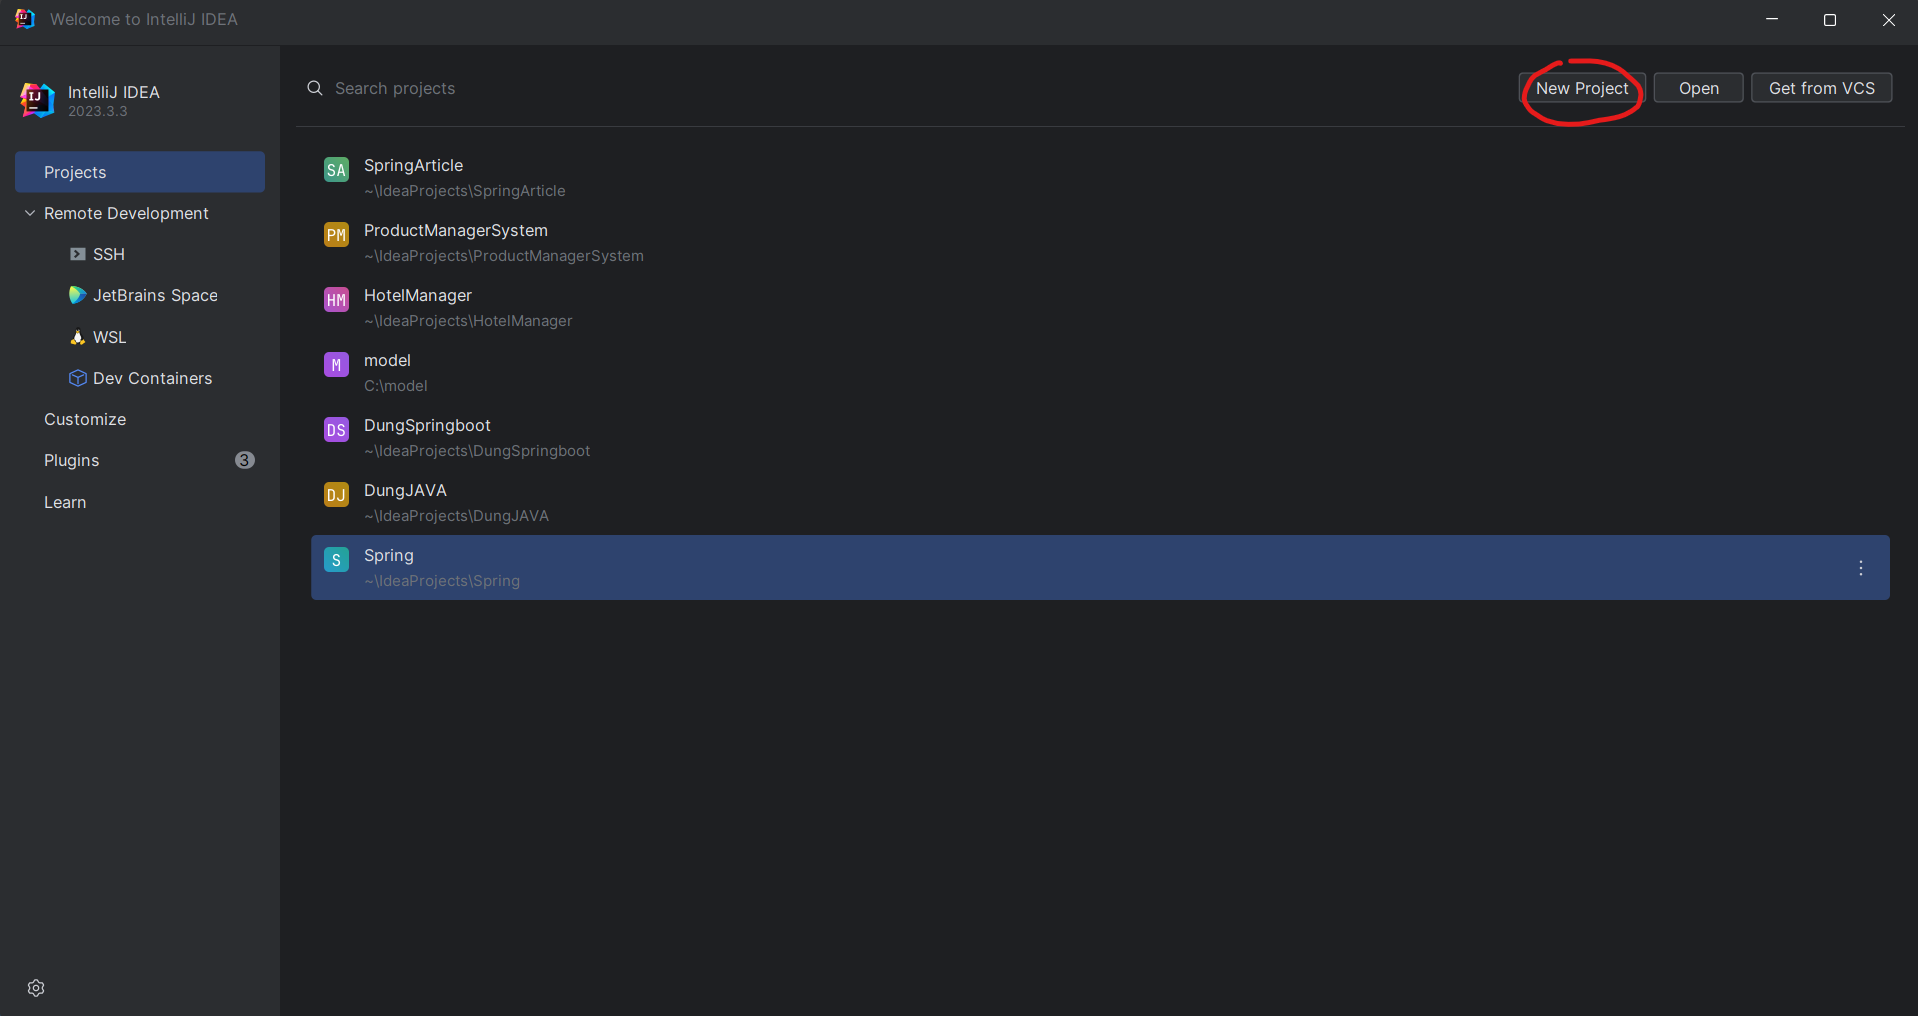 Welcome to IntelliJ IDEA
IntelliJ IDEA
2023.3.3
Projects
Remote Development
SSH
JetBrains Space
WSL
Dev Containers
Customize
Plugins 3
Learn
Search projects
New Project Open Get from VCS
SA SpringArticle
~\IdeaProjects\SpringArticle
PM ProductManagerSystem
~\IdeaProjects\ProductManagerSystem
HM HotelManager
~\IdeaProjects\HotelManager
M model
C:\model
DS DungSpringboot
~\IdeaProjects\DungSpringboot
DJ DungJAVA
~\IdeaProjects\DungJAVA
S Spring
~\IdeaProjects\Spring